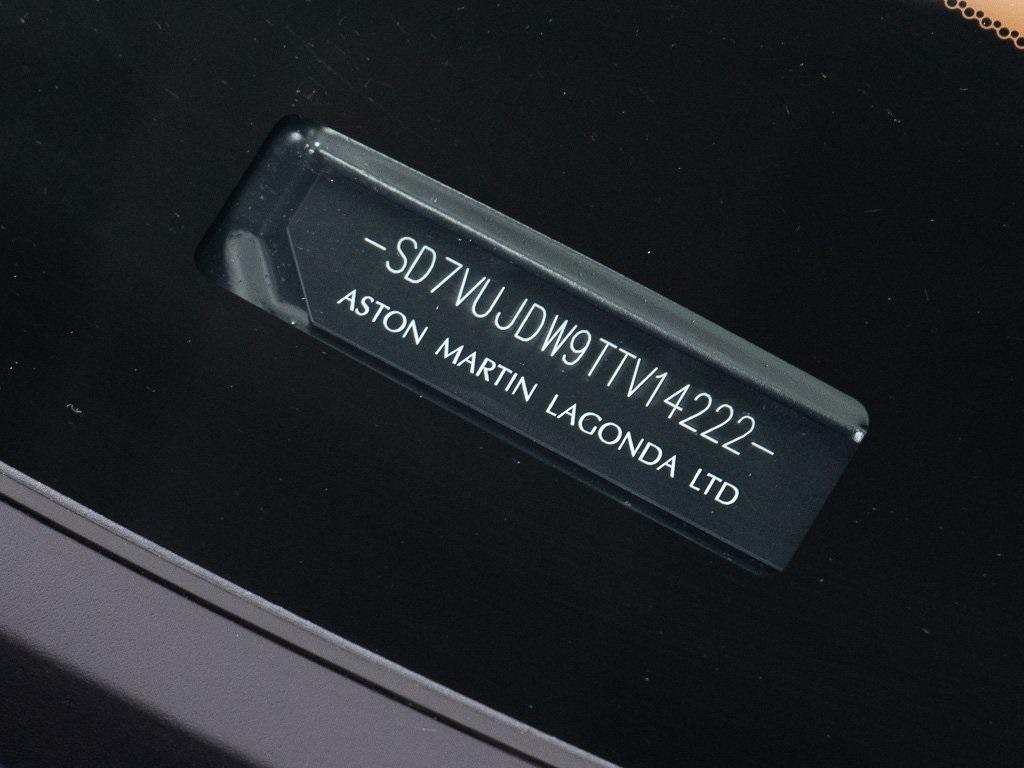 -SD7VUJDW9TTV14222-
ASTON MARTIN LAGONDA LTD